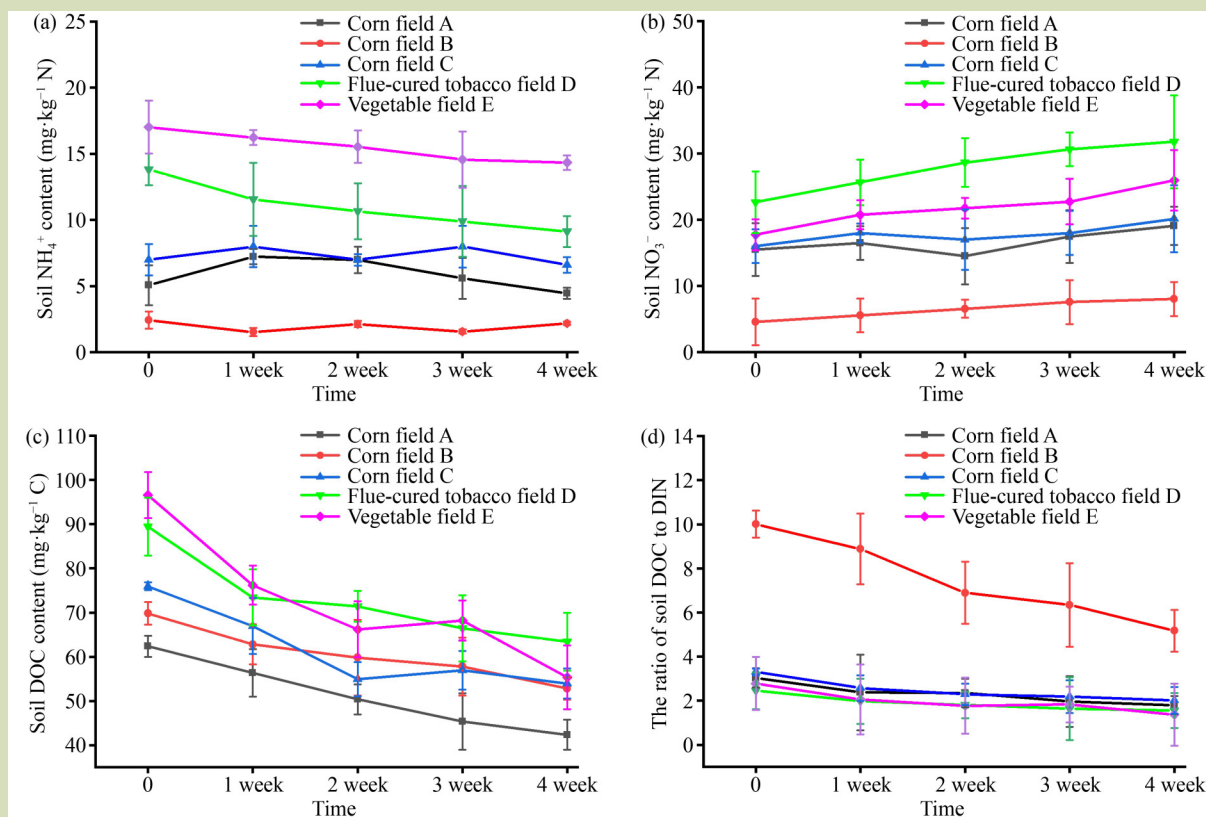 (a)
Corn field A
Corn field B
Corn field C
Flue-cured tobacco field D
Vegetable field E
Soil NH₄⁺ content (mg·kg⁻¹ N)
25
20
15
10
5
0
0 1 week 2 week 3 week 4 week
Time
(b)
Corn field A
Corn field B
Corn field C
Flue-cured tobacco field D
Vegetable field E
Soil NO₃⁻ content (mg·kg⁻¹ N)
50
40
30
20
10
0
0 1 week 2 week 3 week 4 week
Time
(c)
Corn field A
Corn field B
Corn field C
Flue-cured tobacco field D
Vegetable field E
Soil DOC content (mg·kg⁻¹ C)
110
100
90
80
70
60
50
40
0 1 week 2 week 3 week 4 week
Time
(d)
Corn field A
Corn field B
Corn field C
Flue-cured tobacco field D
Vegetable field E
The ratio of soil DOC to DIN
14
12
10
8
6
4
2
0
0 1 week 2 week 3 week 4 week
Time